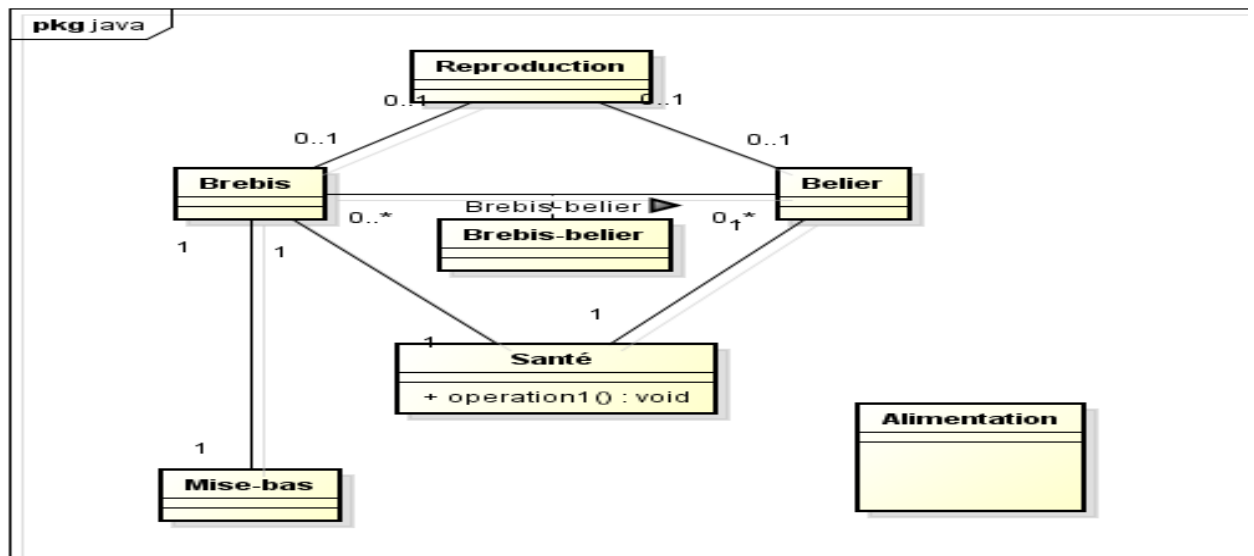 pkg java
Reproduction
0..1
0..1
0..1
0..1
Brebis
Belier
Brebis-belier
0..*
0..*
1
Brebis-belier
1
1
1
1
Santé
+ operation1() : void
Alimentation
1
Mise-bas